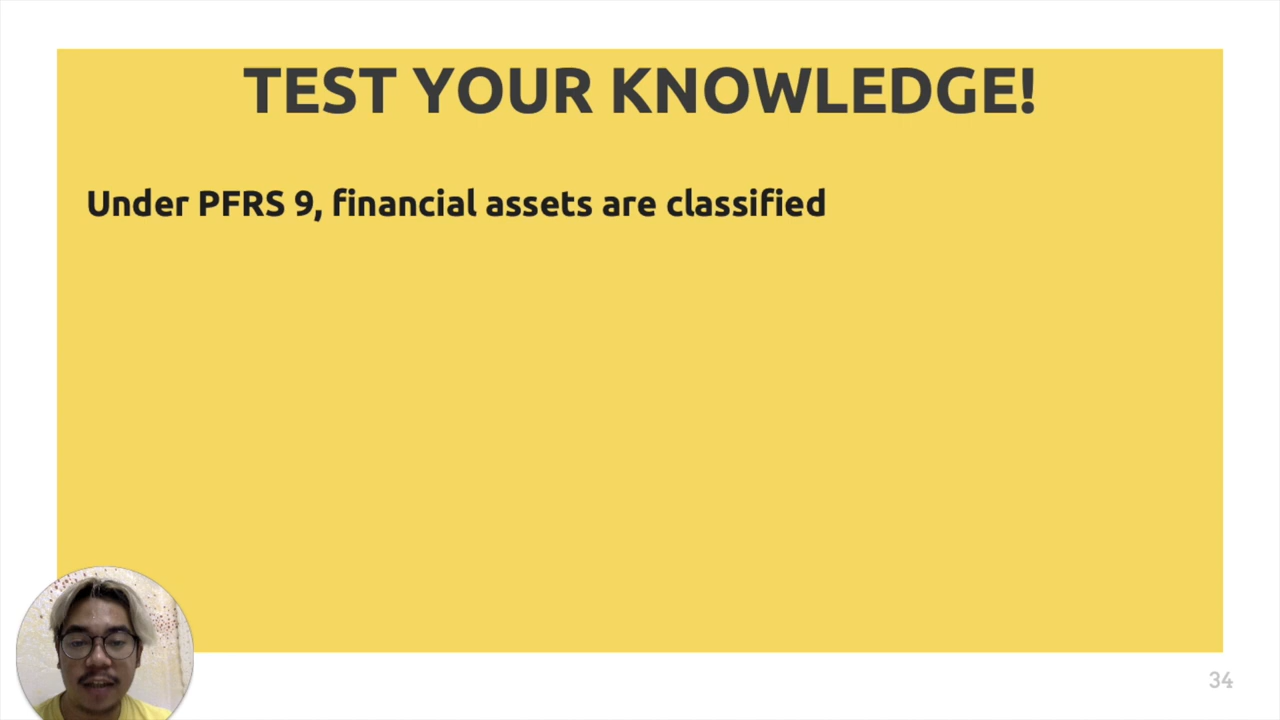 TEST YOUR KNOWLEDGE!
Under PFRS 9, financial assets are classified
34